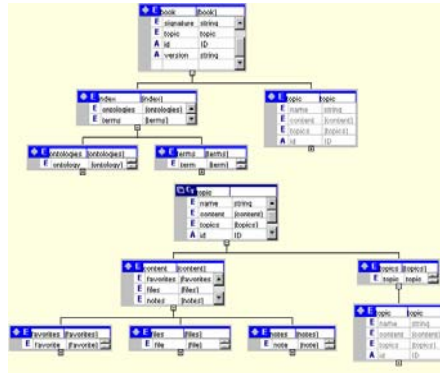 E book (book)
E signature string
E topic topic
A id ID
A version string
E index (index)
E ontologies (ontologies)
E terms (terms)
E topic topic
E name string
E content (content)
E topics (topics)
A id ID
E ontologies (ontologies)
E ontology (ontology)
E terms (terms)
E term (term)
topic
E name string
E content (content)
E topics (topics)
A id ID
E content (content)
E favorites (favorites
E files (files)
E notes (notes)
E topics (topics)
E topic topic
E topic topic
E name string
E content (content)
E topics (topics)
A id ID
E favorites (favorites)
E favorite (favorite)
E files (files)
E file (file)
E notes (notes)
E note (note)